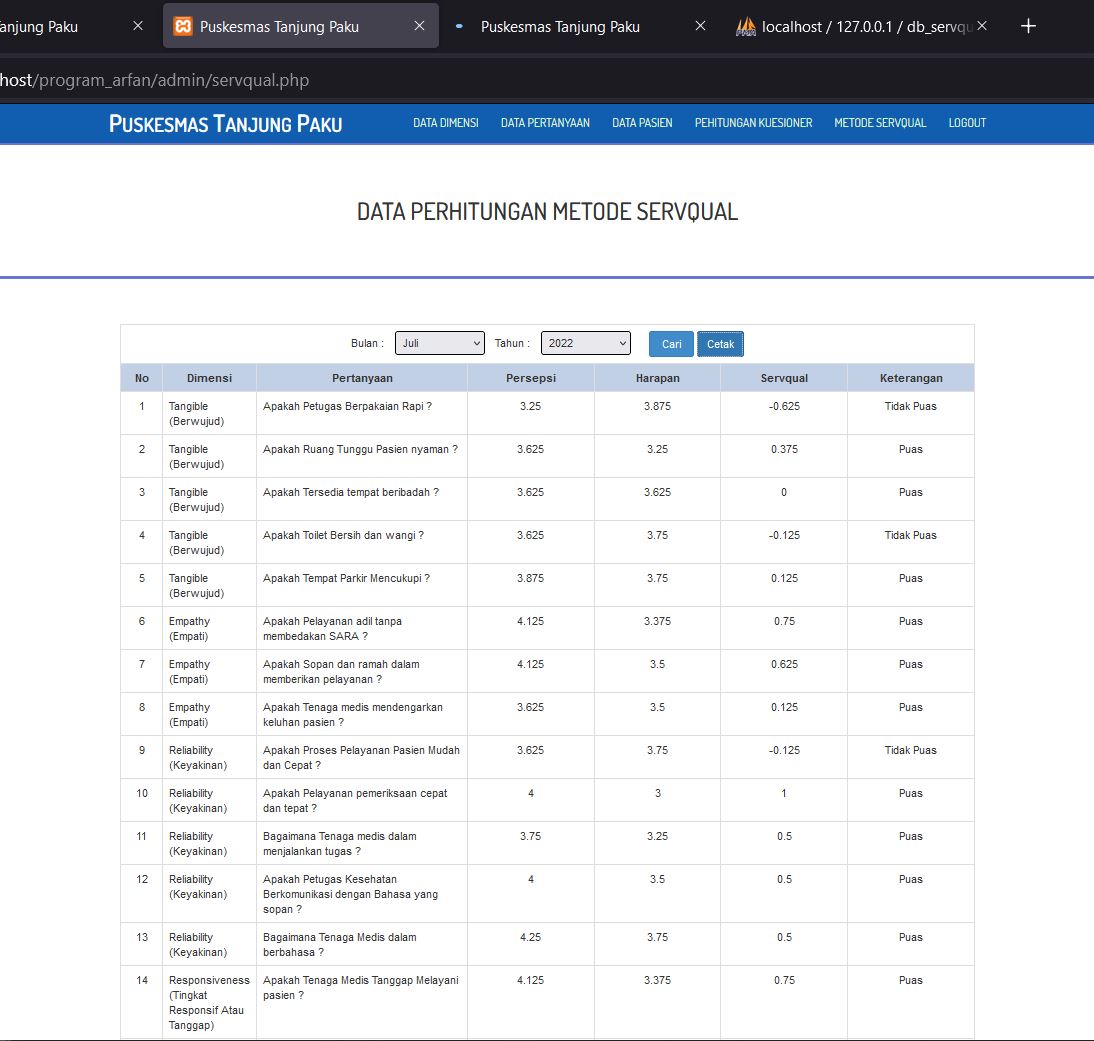 anjung Paku
Puskesmas Tanjung Paku
Puskesmas Tanjung Paku
localhost / 127.0.0.1 / db_servqu
host/program_arfan/admin/servqual.php
PUSKESMAS TANJUNG PAKU
DATA DIMENSI DATA PERTANYAAN DATA PASIEN PEHITUNGAN KUESIONER METODE SERVQUAL LOGOUT
DATA PERHITUNGAN METODE SERVQUAL
Bulan : Juli Tahun : 2022 Cari Cetak
No Dimensi Pertanyaan Persepsi Harapan Servqual Keterangan
1 Tangible Apakah Petugas Berpakaian Rapi ? 3.25 3.875 -0.625 Tidak Puas
(Berwujud)
2 Tangible Apakah Ruang Tunggu Pasien nyaman ? 3.625 3.25 0.375 Puas
(Berwujud)
3 Tangible Apakah Tersedia tempat beribadah ? 3.625 3.625 0 Puas
(Berwujud)
4 Tangible Apakah Toilet Bersih dan wangi ? 3.625 3.75 -0.125 Tidak Puas
(Berwujud)
5 Tangible Apakah Tempat Parkir Mencukupi ? 3.875 3.75 0.125 Puas
(Berwujud)
6 Empathy Apakah Pelayanan adil tanpa 4.125 3.375 0.75 Puas
(Empati) membedakan SARA ?
7 Empathy Apakah Sopan dan ramah dalam 4.125 3.5 0.625 Puas
(Empati) memberikan pelayanan ?
8 Empathy Apakah Tenaga medis mendengarkan 3.625 3.5 0.125 Puas
(Empati) keluhan pasien ?
9 Reliability Apakah Proses Pelayanan Pasien Mudah 3.625 3.75 -0.125 Tidak Puas
(Keyakinan) dan Cepat ?
10 Reliability Apakah Pelayanan pemeriksaan cepat 4 3 1 Puas
(Keyakinan) dan tepat ?
11 Reliability Bagaimana Tenaga medis dalam 3.75 3.25 0.5 Puas
(Keyakinan) menjalankan tugas ?
12 Reliability Apakah Petugas Kesehatan 4 3.5 0.5 Puas
(Keyakinan) Berkomunikasi dengan Bahasa yang
sopan ?
13 Reliability Bagaimana Tenaga Medis dalam 4.25 3.75 0.5 Puas
(Keyakinan) berbahasa ?
14 Responsiveness Apakah Tenaga Medis Tanggap Melayani 4.125 3.375 0.75 Puas
(Tingkat pasien ?
Responsif Atau
Tanggap)